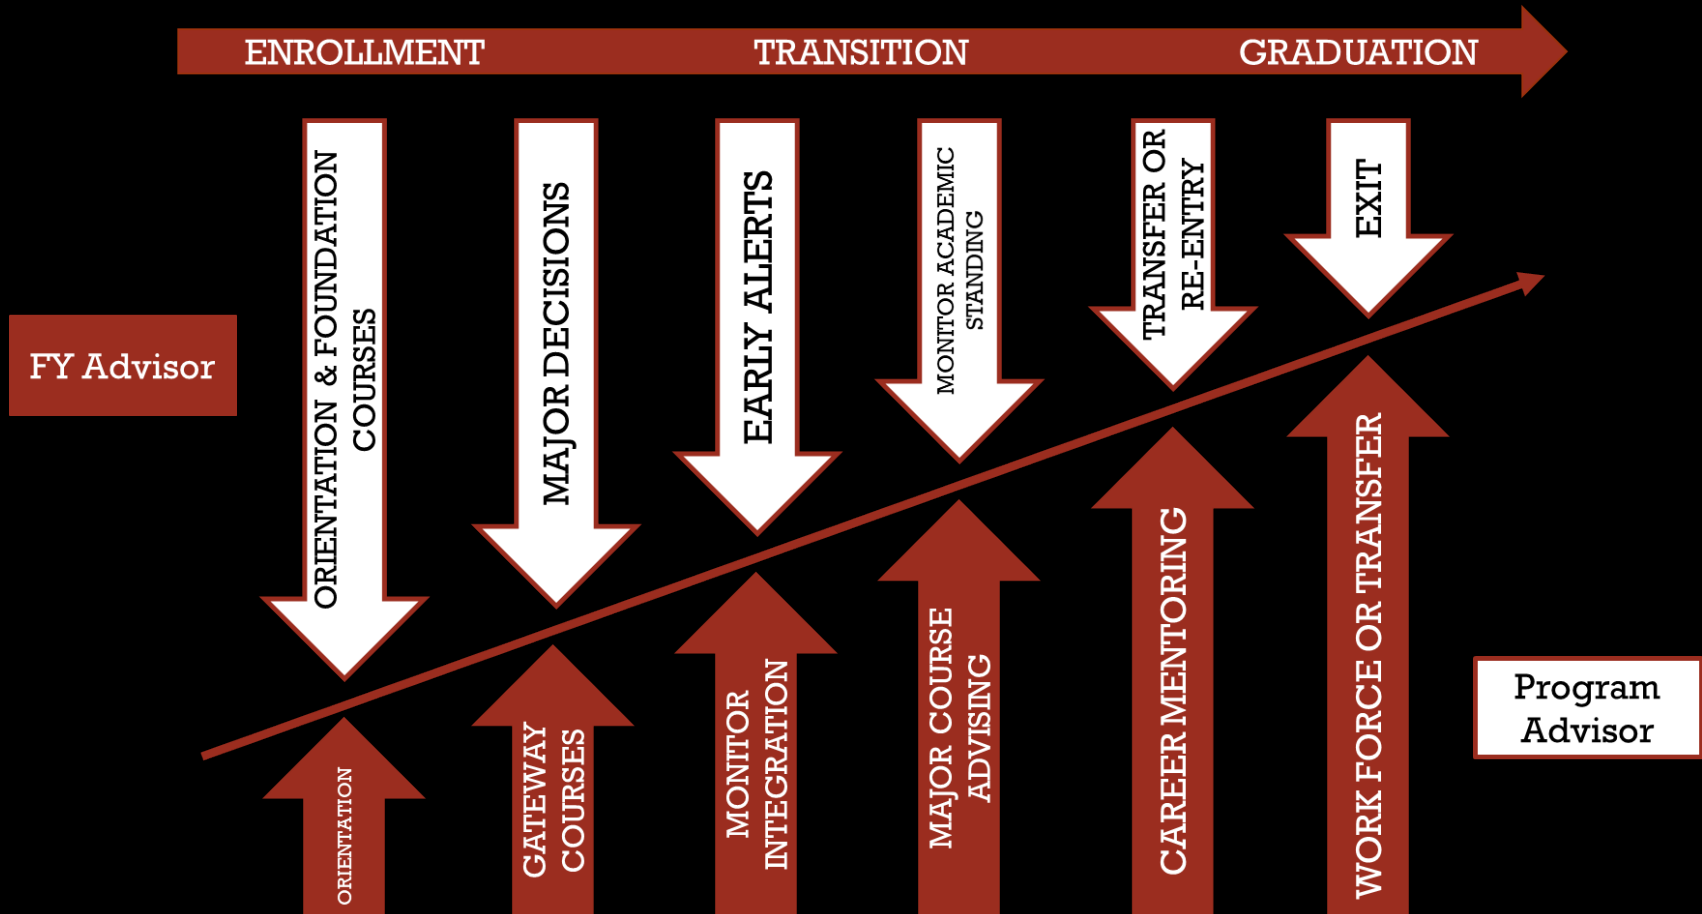 ENROLLMENT
TRANSITION
GRADUATION
ORIENTATION & FOUNDATION
COURSES
MAJOR DECISIONS
EARLY ALERTS
MONITOR ACADEMIC
STANDING
TRANSFER OR
RE-ENTRY
EXIT
FY Advisor
ORIENTATION
GATEWAY
COURSES
MONITOR
INTEGRATION
MAJOR COURSE
ADVISING
CAREER MENTORING
WORK FORCE OR TRANSFER
Program
Advisor